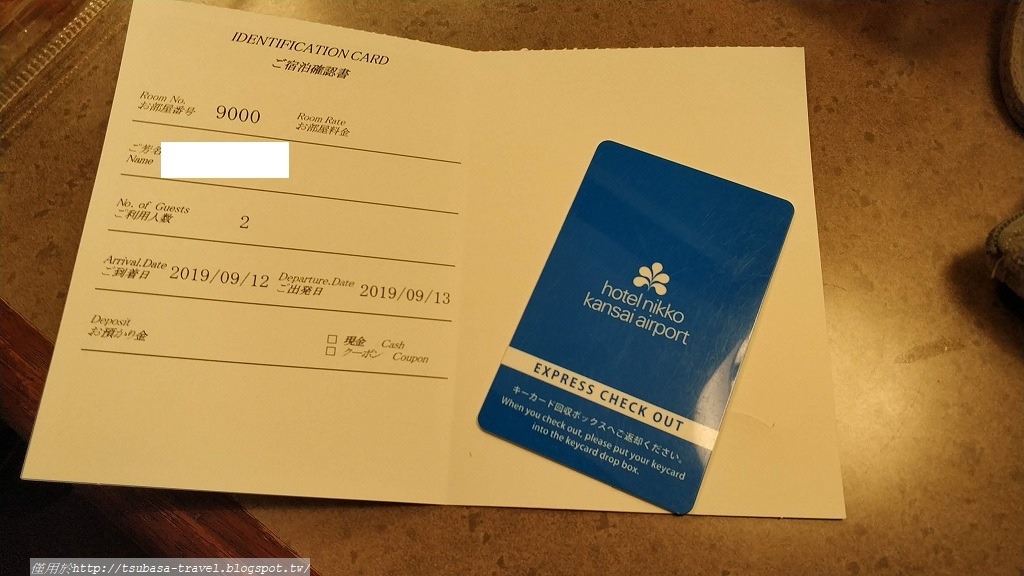 IDENTIFICATION CARD
ご宿泊確認書
Room No.
お部屋番号
9000
Room Rate
お部屋料金
ご芳名
Name
No. of Guests
ご利用人数
2
Arrival.Date
ご到着日
2019/09/12
Departure.Date
ご出発日
2019/09/13
Deposit
お預かり金
□ 現金 Cash
□ クーポン Coupon
hotel nikko
kansai airport
EXPRESS CHECK OUT
キーカード回収ボックスへご返却ください。
When you check out, please put your keycard
into the keycard drop box.
僅用於http://tsubasa-travel.blogspot.tw/